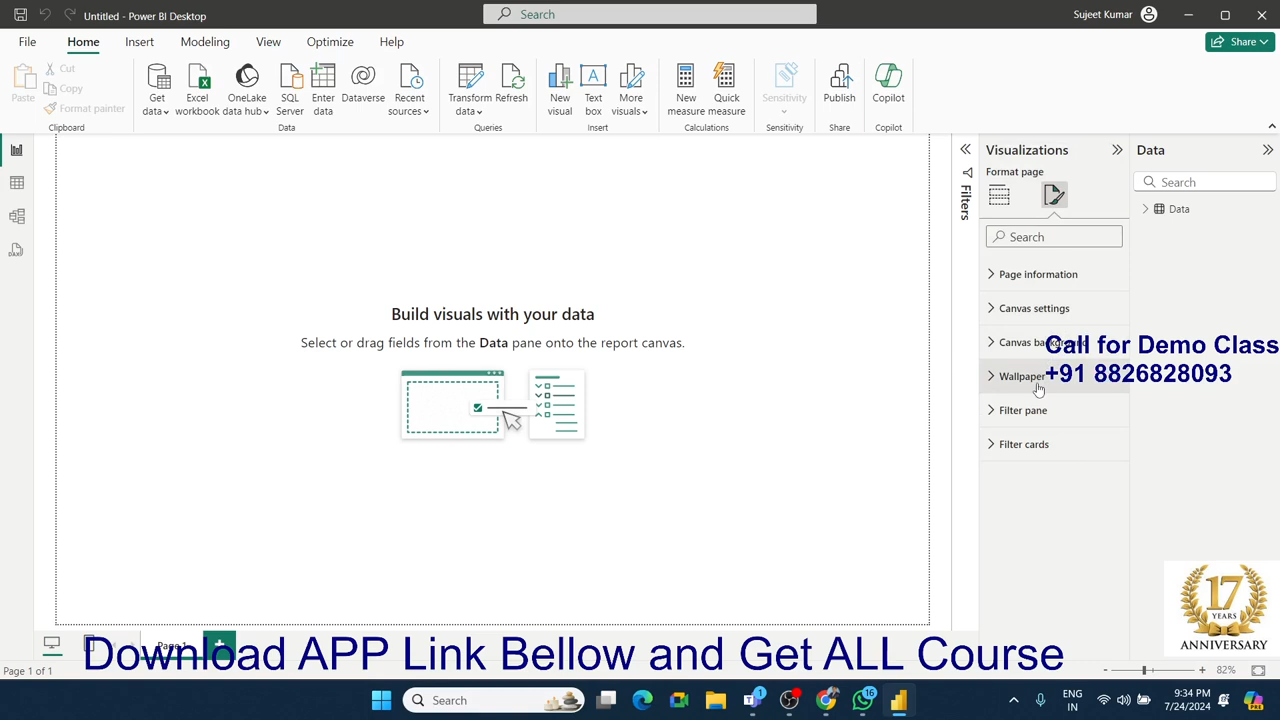 Untitled - Power BI Desktop
Search
Sujeet Kumar
File Home Insert Modeling View Optimize Help
Share
Paste
Cut
Copy
Format painter
Clipboard
Get data
Excel workbook
OneLake data hub
SQL Server
Enter data
Dataverse
Recent sources
Data
Transform data
Refresh
Queries
New visual
Text box
More visuals
Insert
New measure
Quick measure
Calculations
Sensitivity
Sensitivity
Publish
Share
Copilot
Copilot
Filters
Visualizations
Format page
Search
Page information
Canvas settings
Canvas
Wallpaper
Filter pane
Filter cards
Data
Search
Data
Build visuals with your data
Select or drag fields from the Data pane onto the report canvas.
Call for Demo Class
+91 8826828093
17
YEARS
ANNIVERSARY
Page 1
Download APP Link Bellow and Get ALL Course
Page 1 of 1
82%
Search
1
16
ENG
IN
9:34 PM
7/24/2024